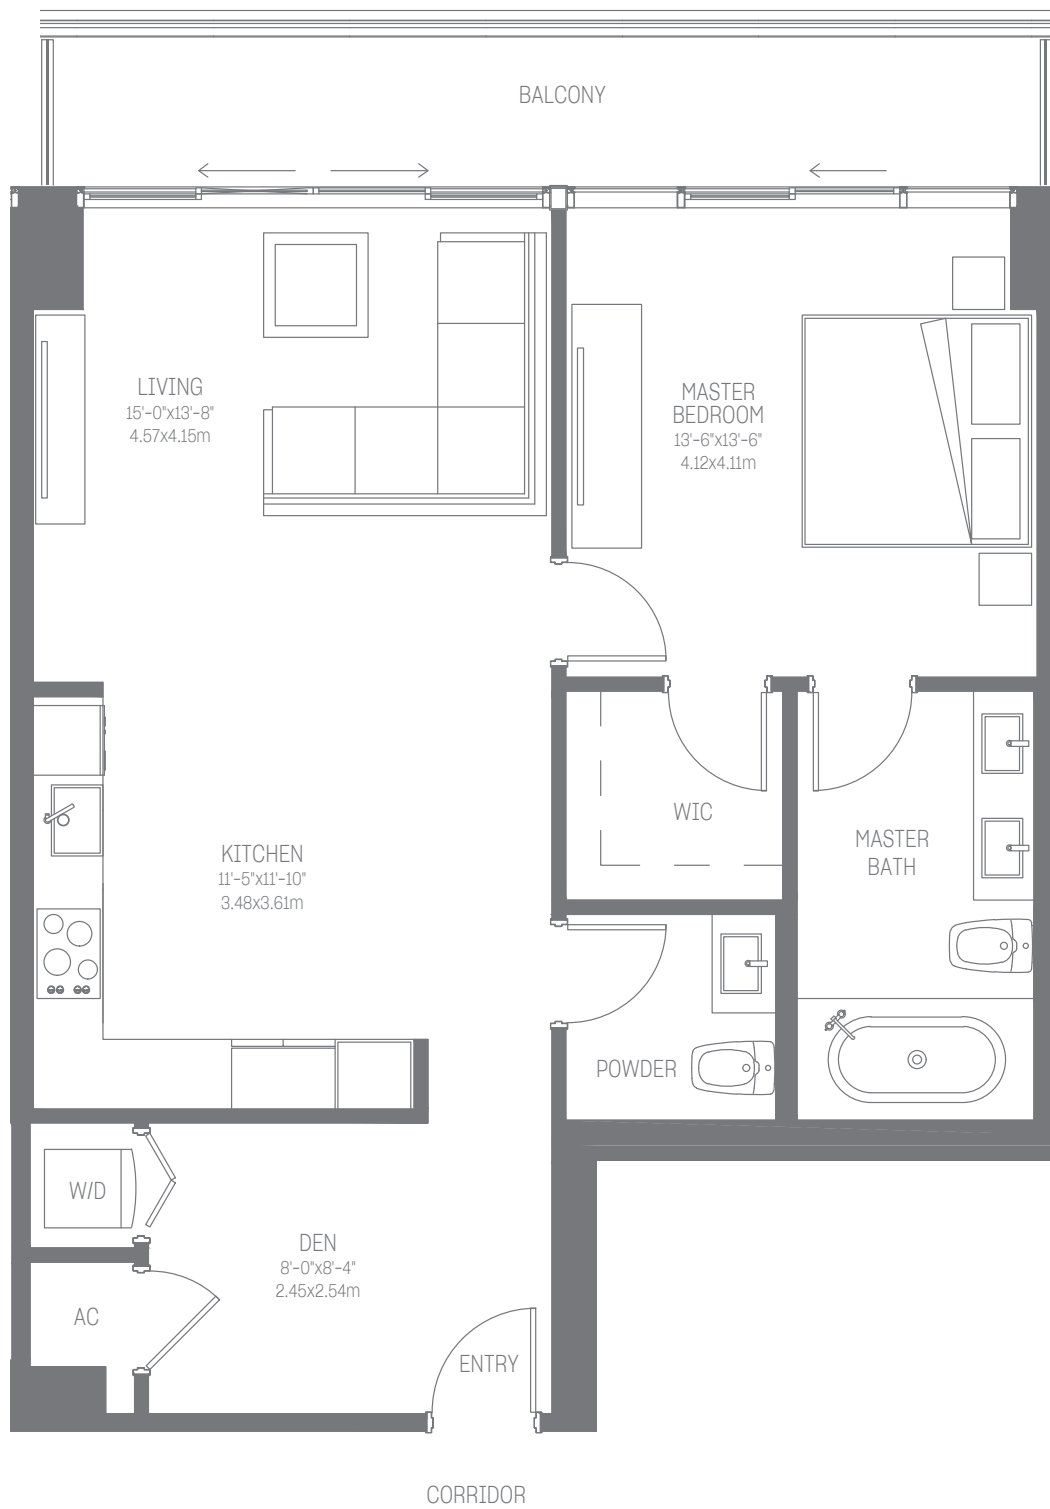 BALCONY
LIVING
15'-0"x13'-8"
4.57x4.15m
MASTER
BEDROOM
13'-6"x13'-6"
4.12x4.11m
WIC
MASTER
BATH
KITCHEN
11'-5"x11'-10"
3.48x3.61m
POWDER
W/D
DEN
8'-0"x8'-4"
2.45x2.54m
AC
ENTRY
CORRIDOR